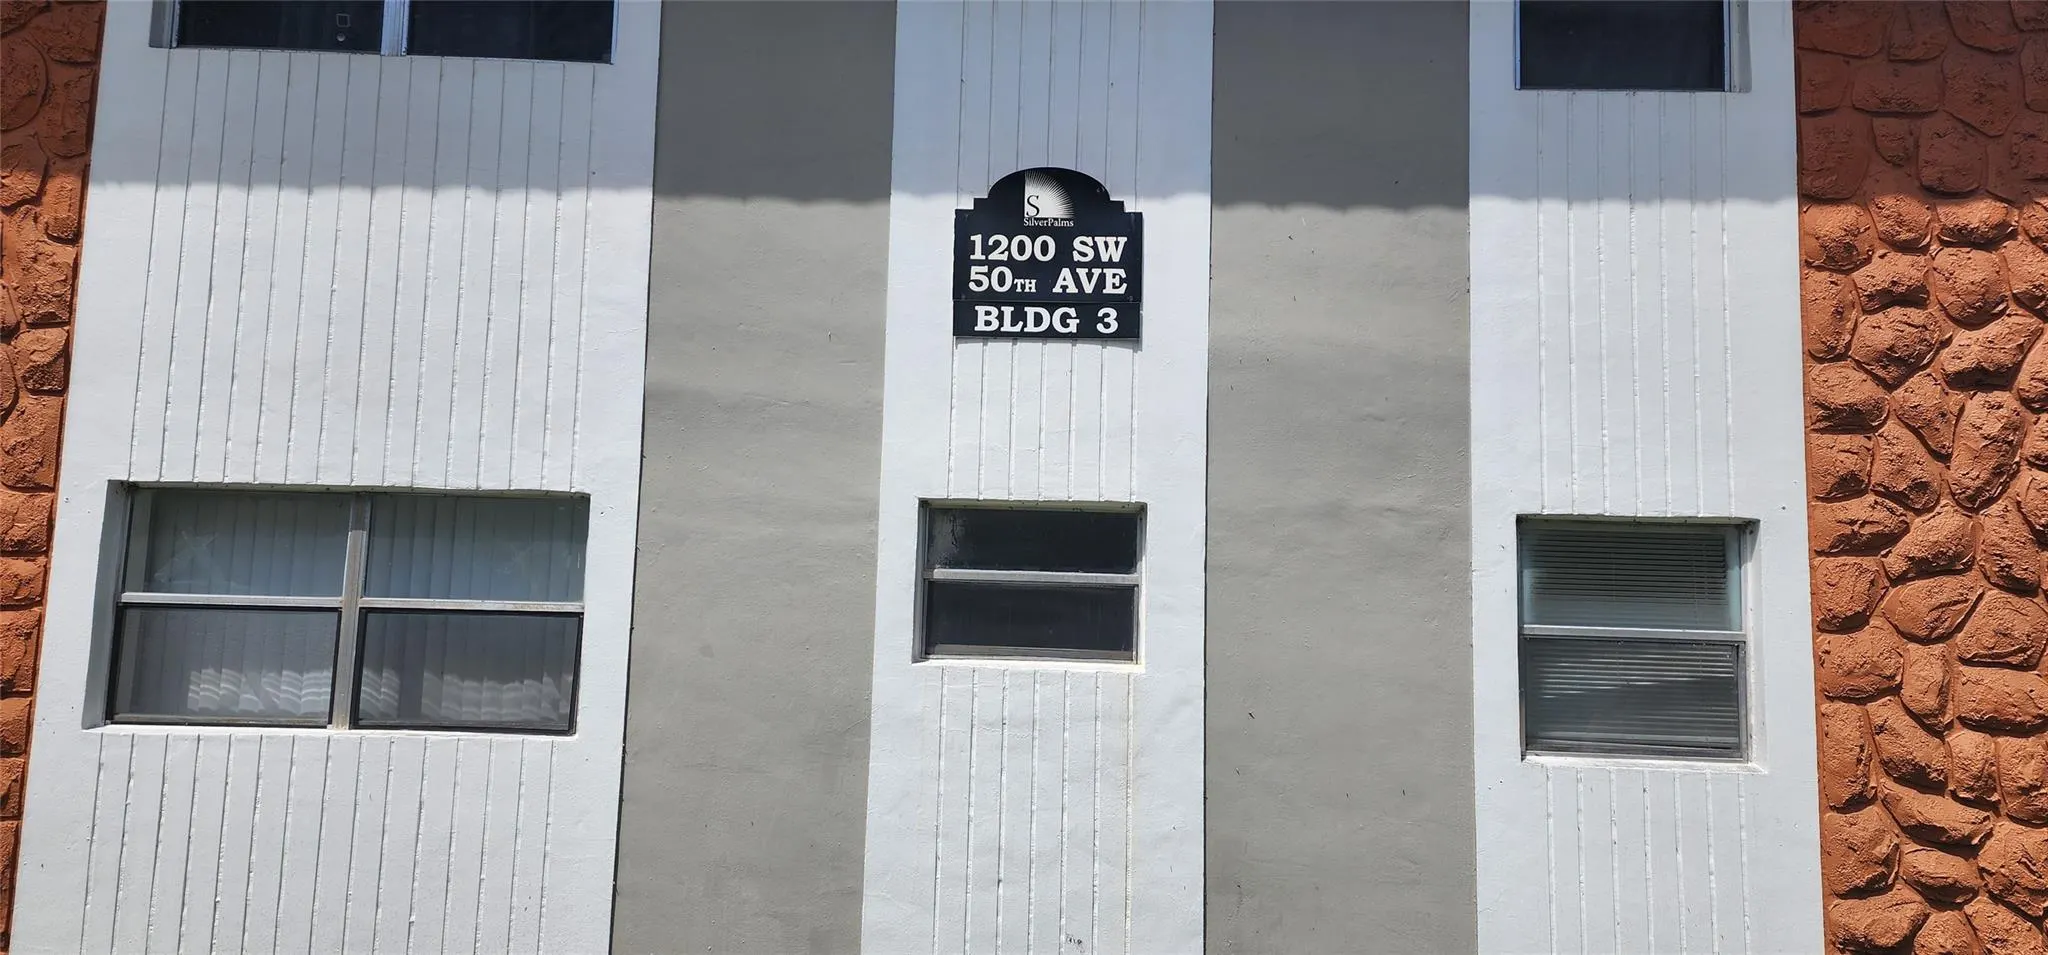 S
SilverPalms
1200 SW
50TH AVE
BLDG 3